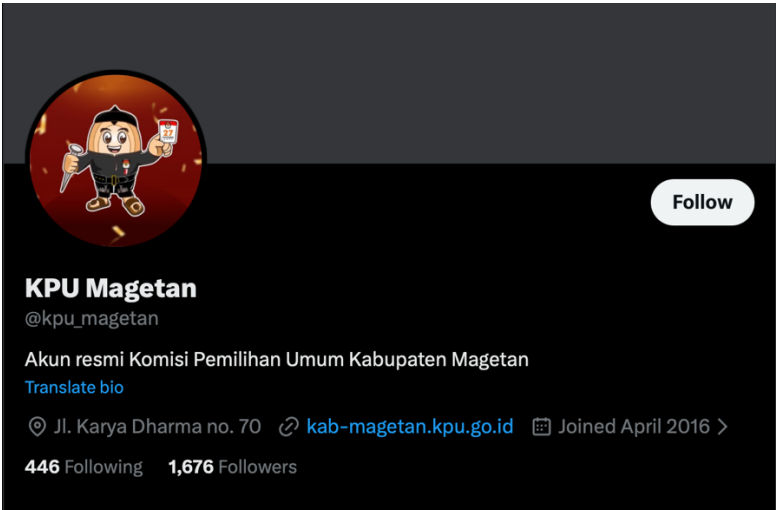 27
Follow
KPU Magetan
@kpu_magetan
Akun resmi Komisi Pemilihan Umum Kabupaten Magetan
Translate bio
Jl. Karya Dharma no. 70 kab-magetan.kpu.go.id Joined April 2016
446 Following 1,676 Followers